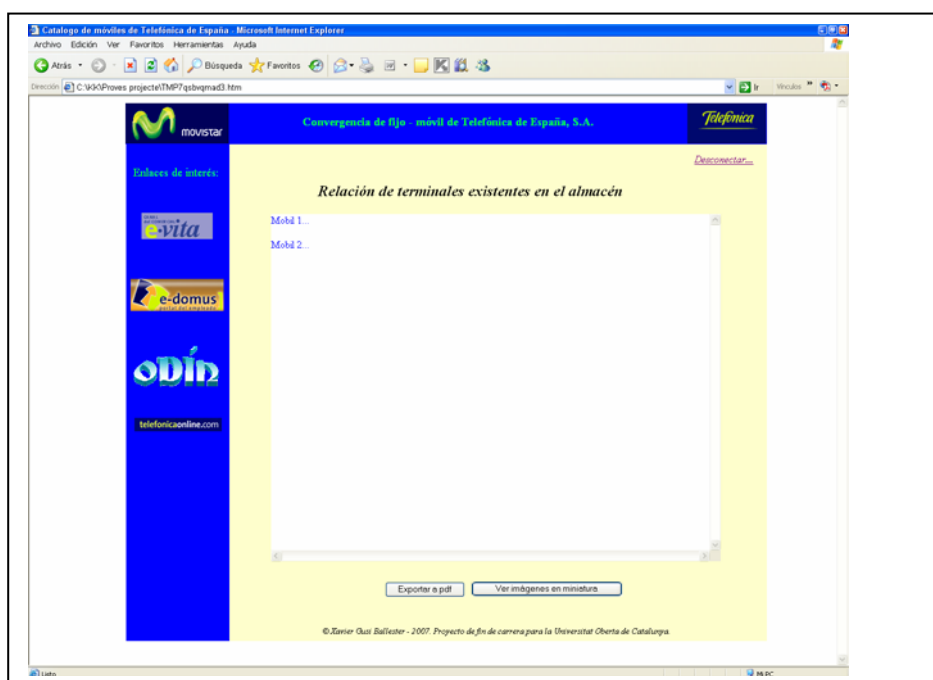 Catalogo de móviles de Telefónica de España - Microsoft Internet Explorer
Archivo Edición Ver Favoritos Herramientas Ayuda
Atrás Búsqueda Favoritos
Dirección C:\KK\Proves projecte\TMP7qsbvqmad3.htm Ir Vínculos
movistar
Convergencia de fijo - móvil de Telefónica de España, S.A.
Telefónica
Desconectar...
Enlaces de interés:
Relación de terminales existentes en el almacén
Mobil 1...
Mobil 2...
e-vita
e-domus
portal del empleado
ODÍN
telefonicaonline.com
Exportar a pdf Ver imágenes en miniatura
© Xavier Gusi Ballester - 2007. Proyecto de fin de carrera para la Universitat Oberta de Catalunya.
Listo Mi PC